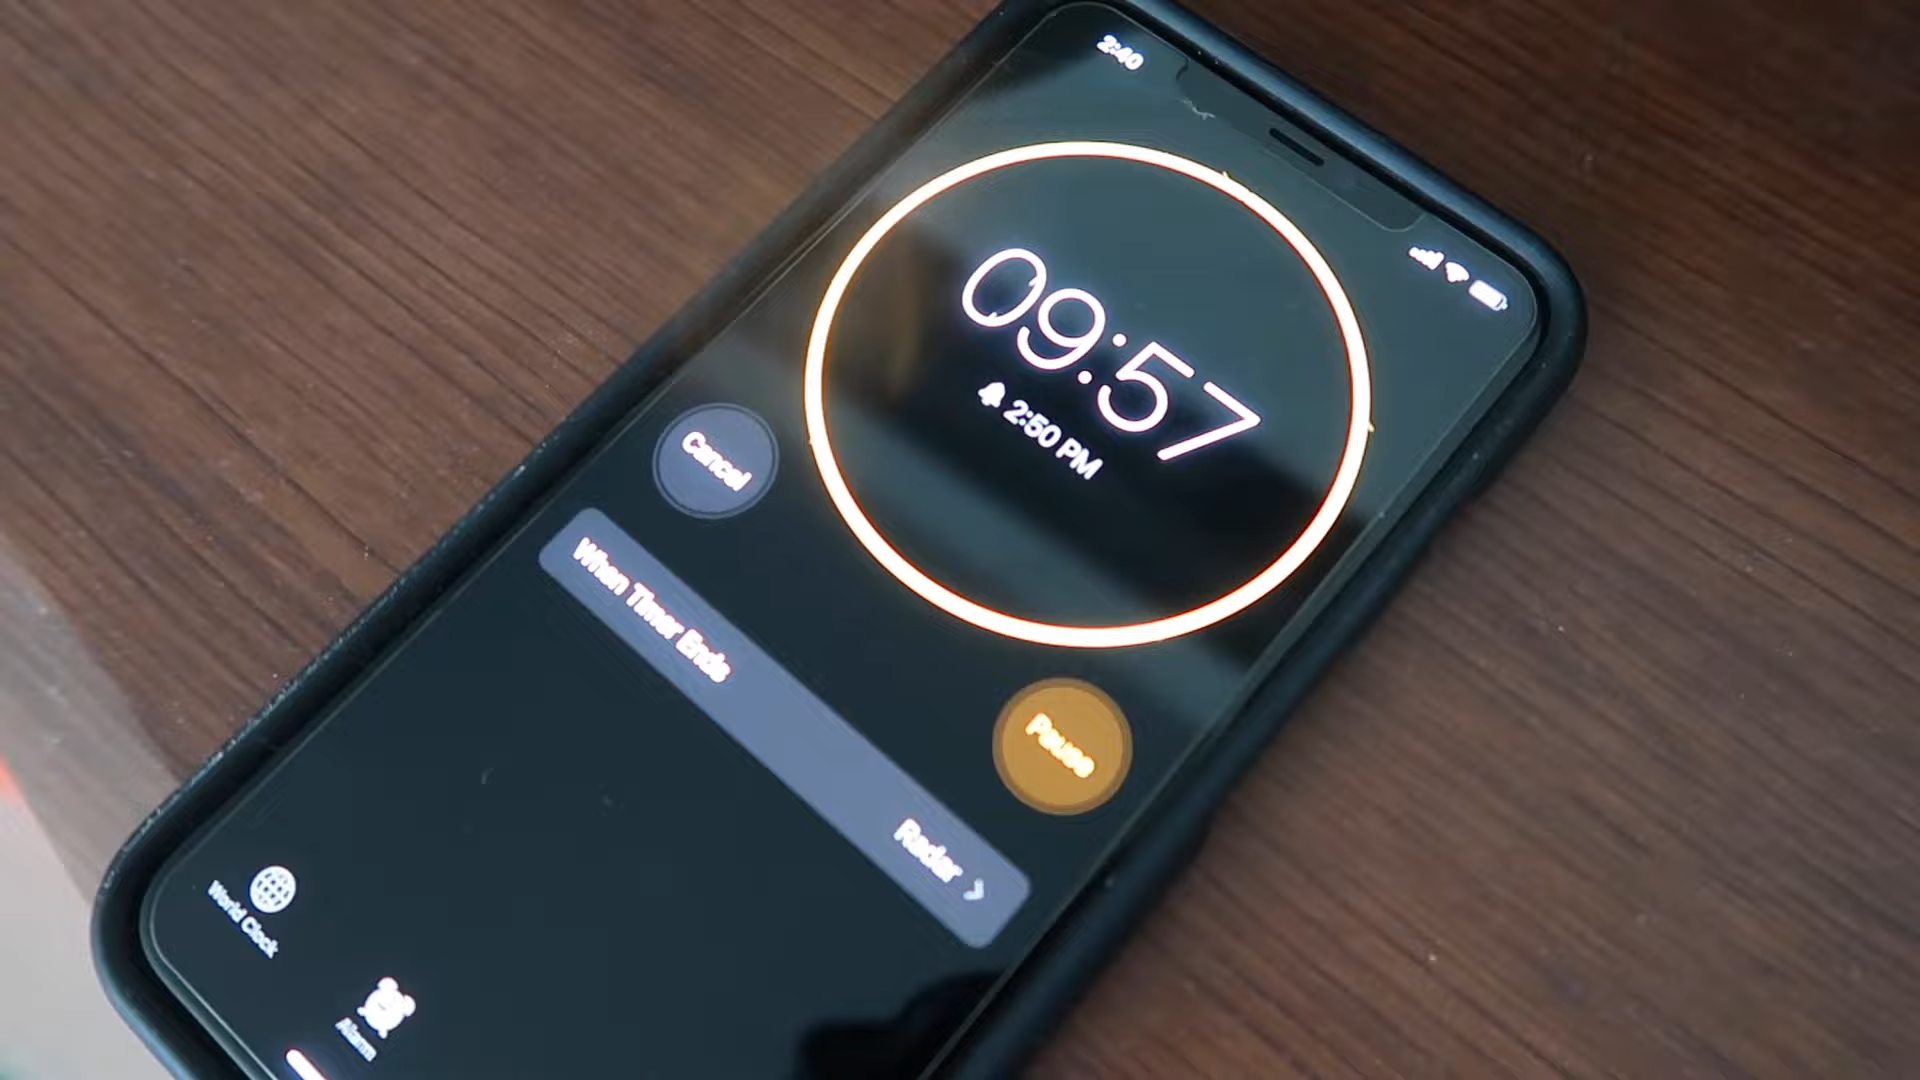 2:40
09:57
2:50 PM
Cancel
Pause
When Timer Ends
Radar
World Clock
Alarm